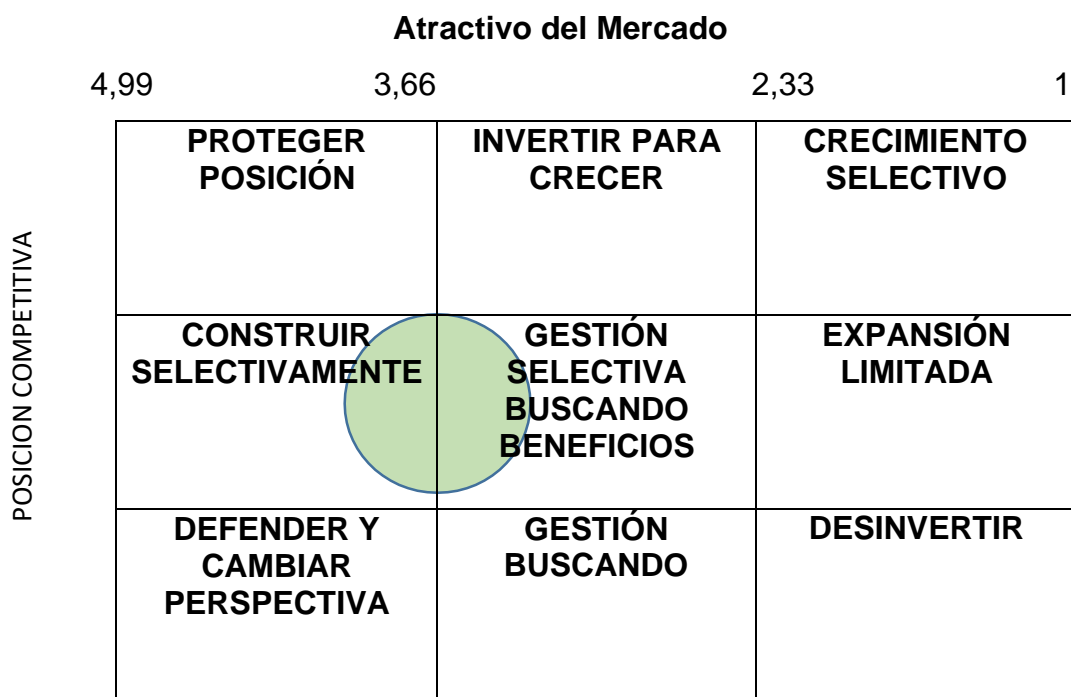 Atractivo del Mercado
4,99 3,66 2,33 1
PROTEGER
POSICIÓN
INVERTIR PARA
CRECER
CRECIMIENTO
SELECTIVO
POSICION COMPETITIVA
CONSTRUIR
SELECTIVAMENTE
GESTIÓN
SELECTIVA
BUSCANDO
BENEFICIOS
EXPANSIÓN
LIMITADA
DEFENDER Y
CAMBIAR
PERSPECTIVA
GESTIÓN
BUSCANDO
DESINVERTIR